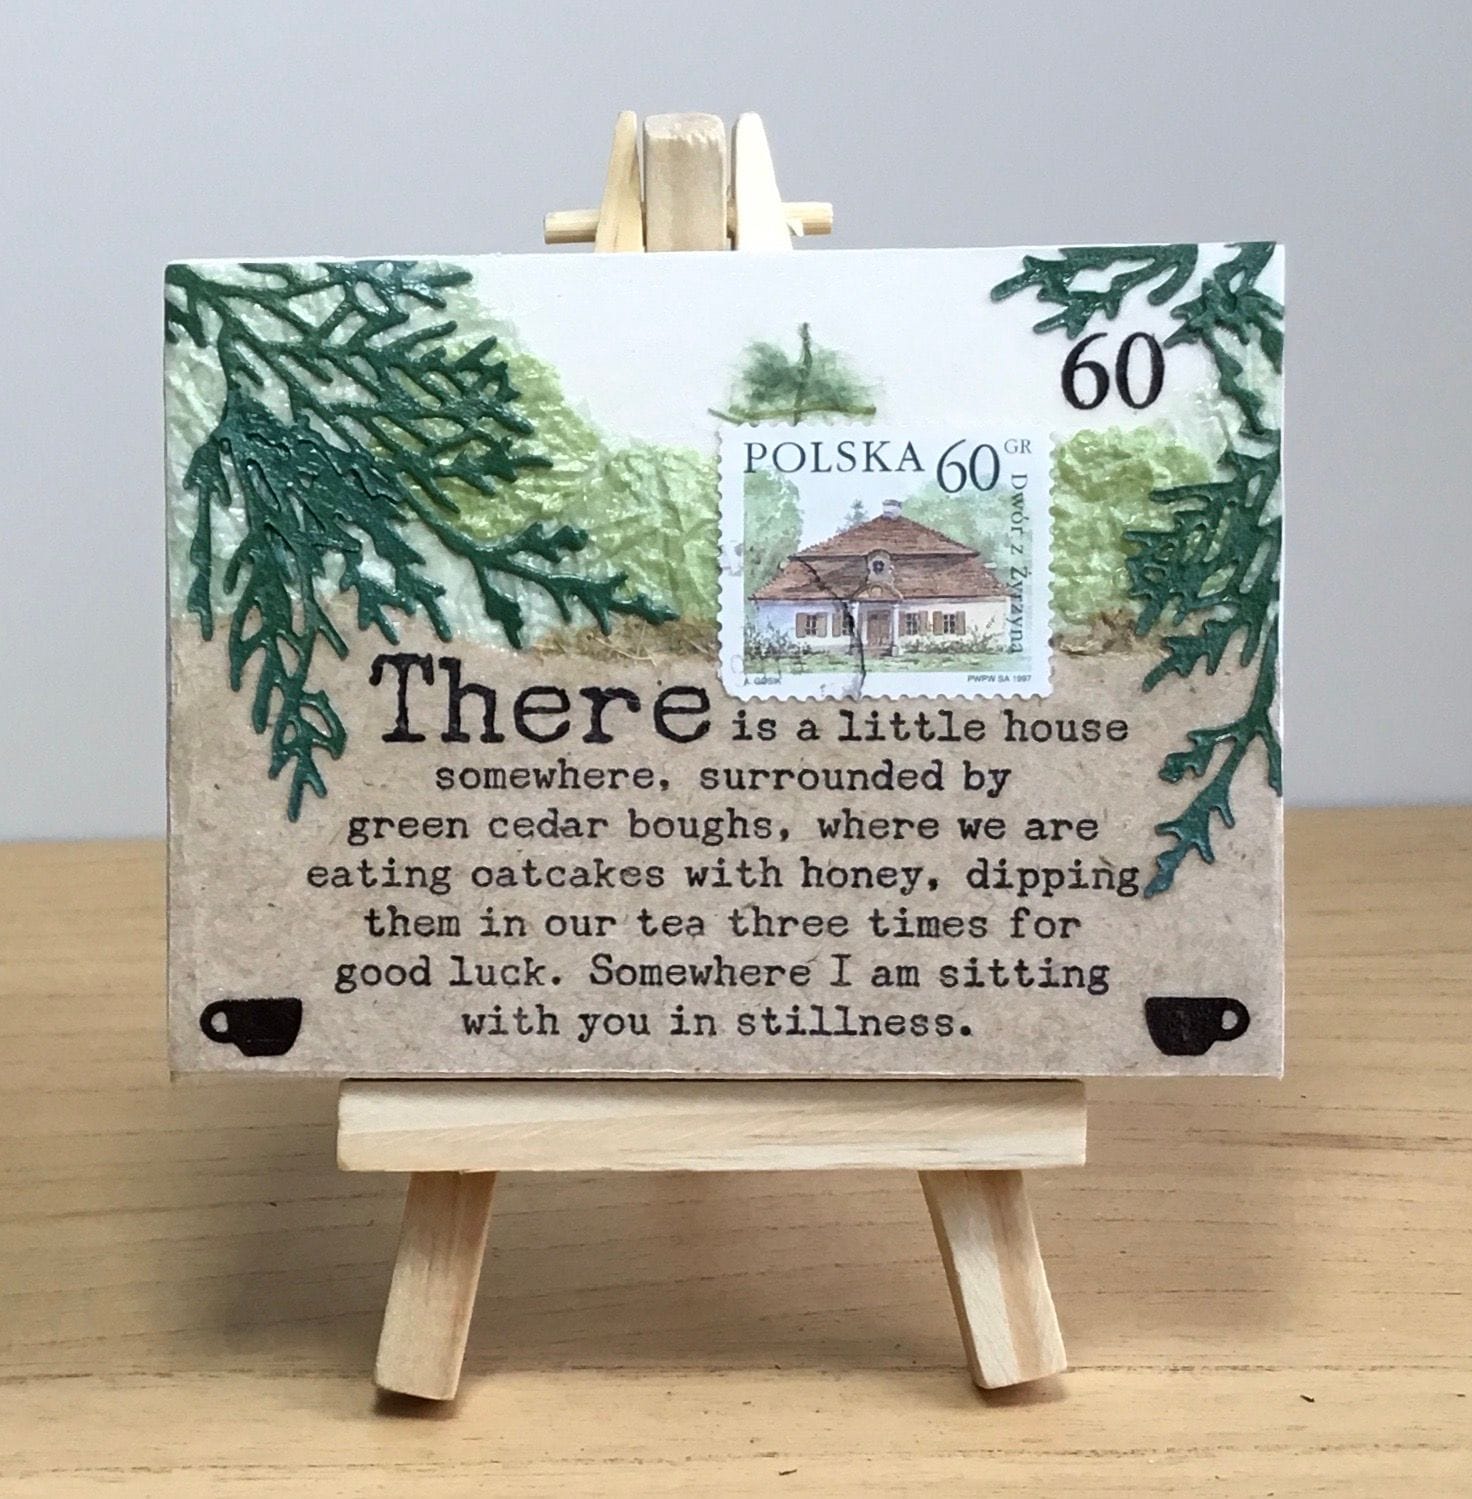 60
POLSKA 60 GR
Dwór z Żyrzyna
A. GOSIK
PWPW SA 1997
There is a little house
somewhere, surrounded by
green cedar boughs, where we are
eating oatcakes with honey, dipping
them in our tea three times for
good luck. Somewhere I am sitting
with you in stillness.